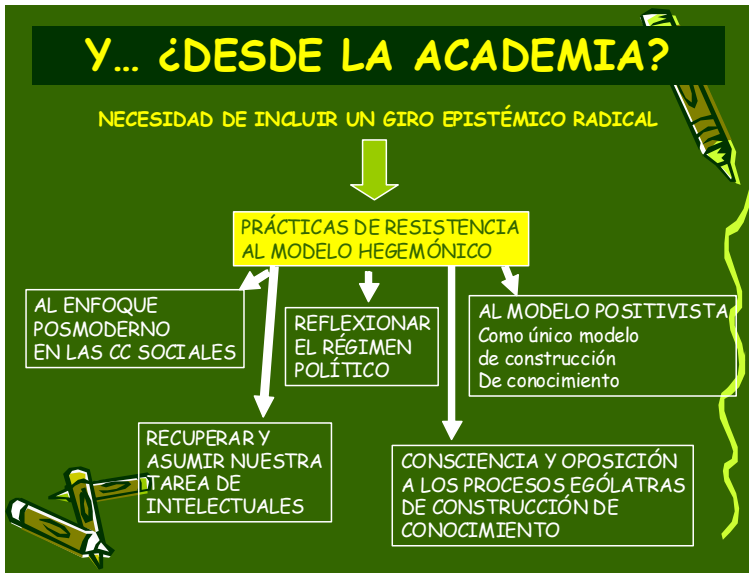 Y... ¿DESDE LA ACADEMIA?
NECESIDAD DE INCLUIR UN GIRO EPISTÉMICO RADICAL
PRÁCTICAS DE RESISTENCIA
AL MODELO HEGEMÓNICO
AL ENFOQUE
POSMODERNO
EN LAS CC SOCIALES
REFLEXIONAR
EL RÉGIMEN
POLÍTICO
AL MODELO POSITIVISTA
Como único modelo
de construcción
De conocimiento
RECUPERAR Y
ASUMIR NUESTRA
TAREA DE
INTELECTUALES
CONSCIENCIA Y OPOSICIÓN
A LOS PROCESOS EGÓLATRAS
DE CONSTRUCCIÓN DE
CONOCIMIENTO